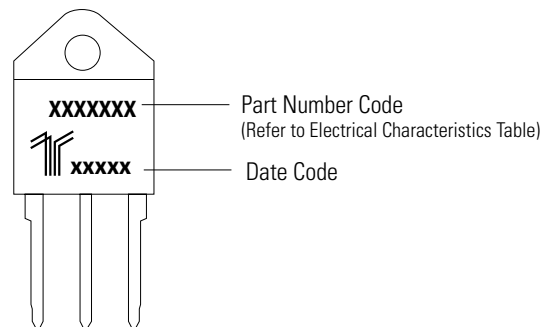 XXXXXXX
Part Number Code
(Refer to Electrical Characteristics Table)
xxxxx
Date Code